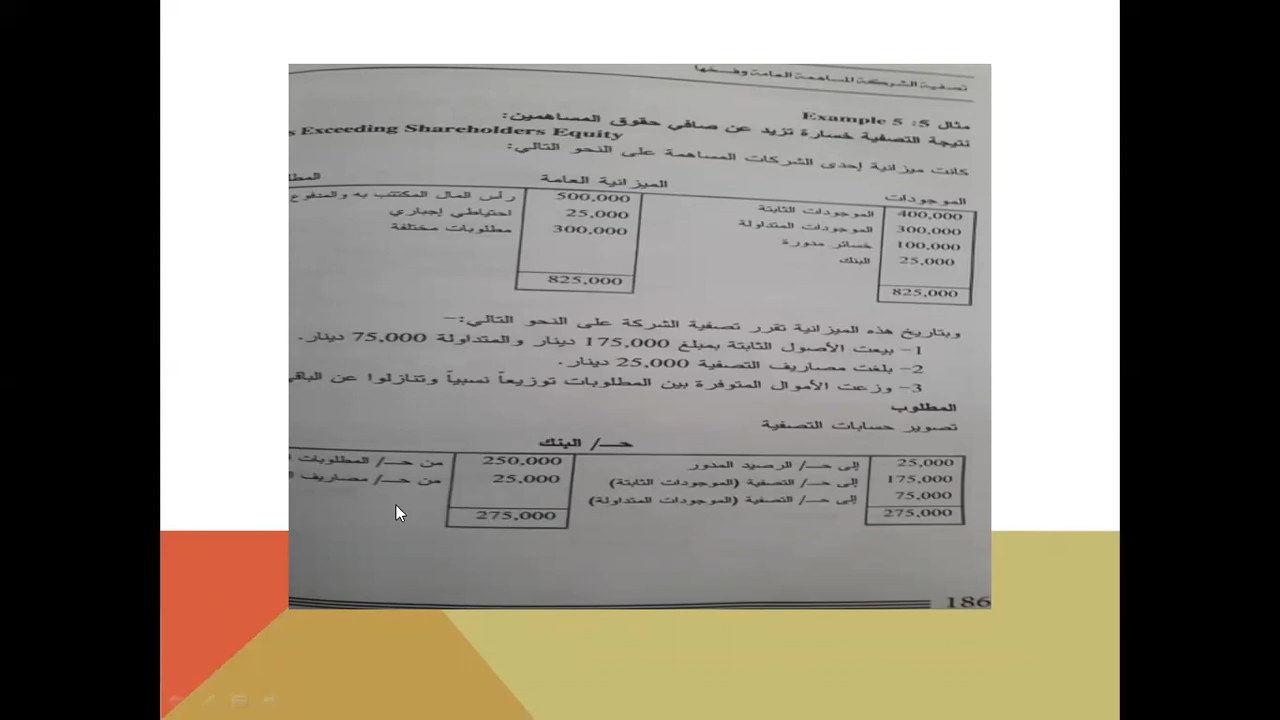 تصفية الشركة المساهمة العامة وفسخها
مثال 5: Example 5
نتيجة التصفية خسارة تزيد عن صافي حقوق المساهمين:
Exceeding Shareholders Equity
كانت ميزانية إحدى الشركات المساهمة على النحو التالي:
الميزانية العامة
الموجودات
400,000 الموجودات الثابتة 500,000 رأس المال المكتتب به
300,000 الموجودات المتداولة 25,000 احتياطي إجباري
100,000 خسائر مدورة 300,000 مطلوبات مختلفة
25,000 البنك
825,000 825,000
وبتاريخ هذه الميزانية تقرر تصفية الشركة على النحو التالي:-
1- بيعت الأصول الثابتة بمبلغ 175,000 دينار والمتداولة 75,000 دينار.
2- بلغت مصاريف التصفية 25,000 دينار.
3- وزعت الأموال المتوفرة بين المطلوبات توزيعاً نسبياً وتنازلوا عن
المطلوب
تصوير حسابات التصفية
حـ/ البنك
25,000 إلى حـ/ الرصيد المدور 250,000 من حـ/ المطلوبات
175,000 إلى حـ/ التصفية (الموجودات الثابتة) 25,000 من حـ/ مصاريف
75,000 إلى حـ/ التصفية (الموجودات المتداولة)
275,000 275,000
186